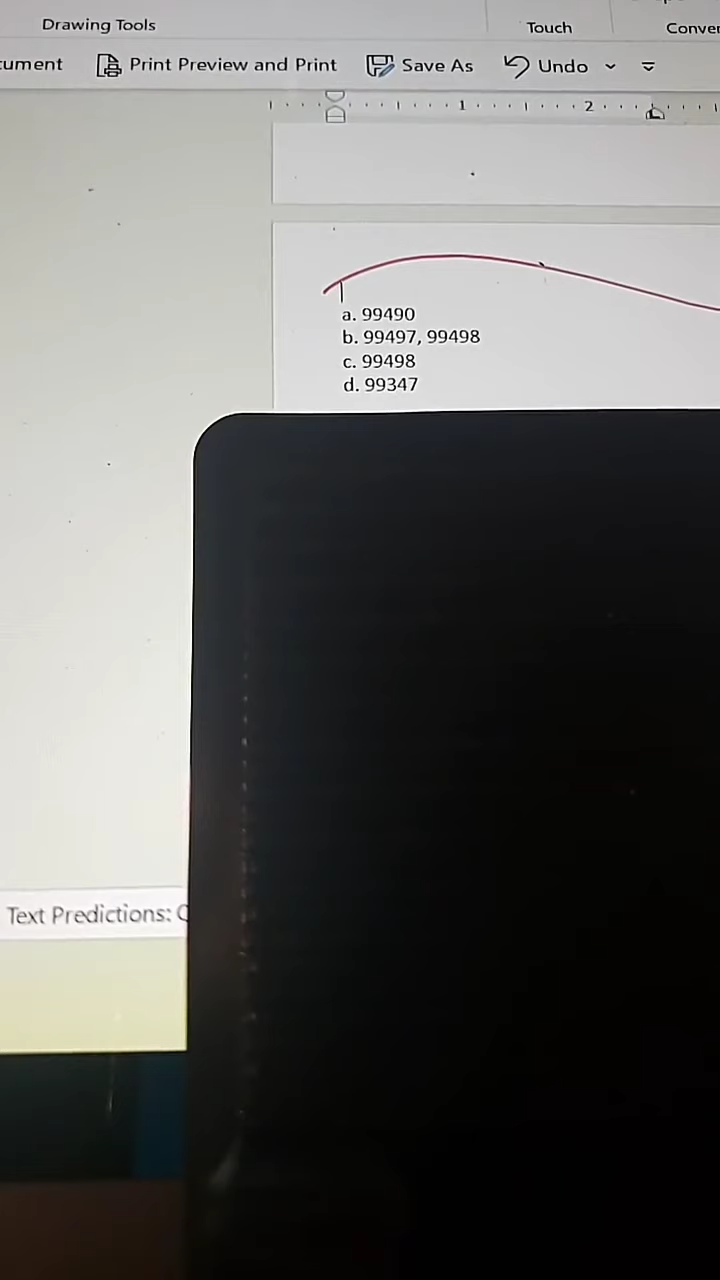 Drawing Tools
Touch
Print Preview and Print
Save As
Undo
1
2
a. 99490
b. 99497, 99498
c. 99498
d. 99347
Text Predictions: